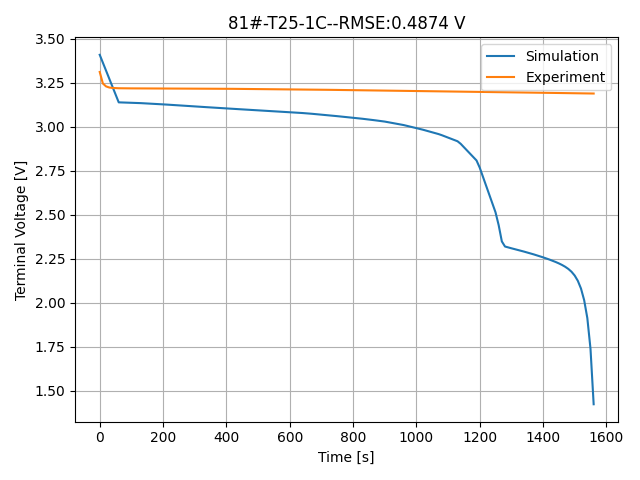 81#-T25-1C--RMSE:0.4874 V
3.50
3.25
3.00
2.75
2.50
2.25
2.00
1.75
1.50
Terminal Voltage [V]
Simulation
Experiment
0 200 400 600 800 1000 1200 1400 1600
Time [s]